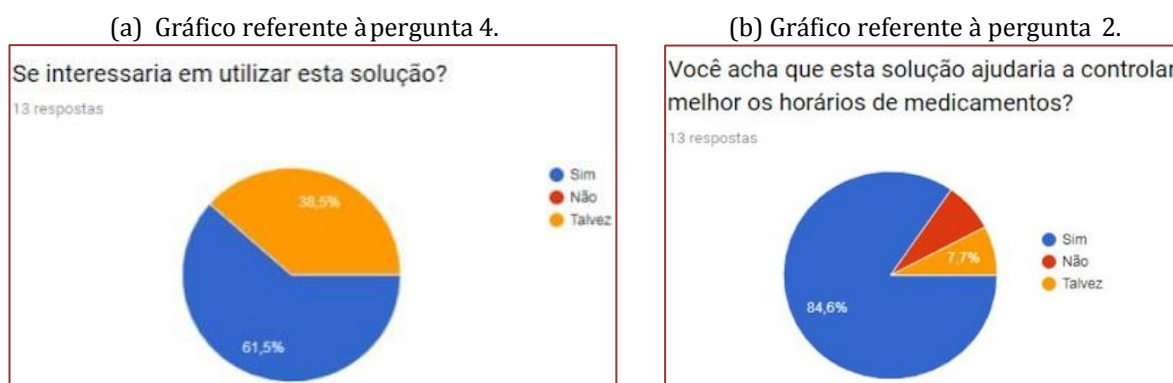 (a) Gráfico referente à pergunta 4.
Se interessaria em utilizar esta solução?
13 respostas
38,5%
61,5%
Sim
Não
Talvez
(b) Gráfico referente à pergunta 2.
Você acha que esta solução ajudaria a controlar
melhor os horários de medicamentos?
13 respostas
7,7%
84,6%
Sim
Não
Talvez